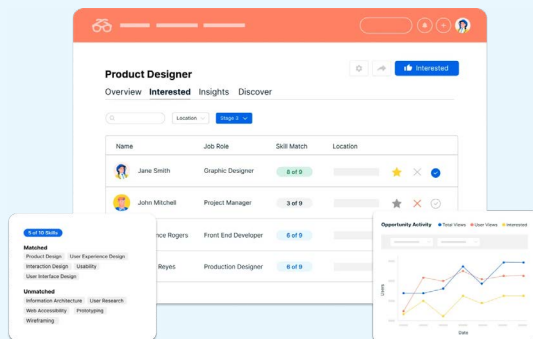 Interested
Product Designer
Overview Interested Insights Discover
Location
Stage 2
Name Job Role Skill Match Location
Jane Smith Graphic Designer 8 of 9
John Mitchell Project Manager 3 of 9
nce Rogers Front End Developer 6 of 9
Reyes Production Designer 6 of 9
5 of 10 Skills
Matched
Product Design User Experience Design
Interaction Design Usability
User Interface Design
Unmatched
Information Architecture User Research
Web Accessibility Prototyping
Wireframing
Opportunity Activity Total Views User Views Interested
Users
Date